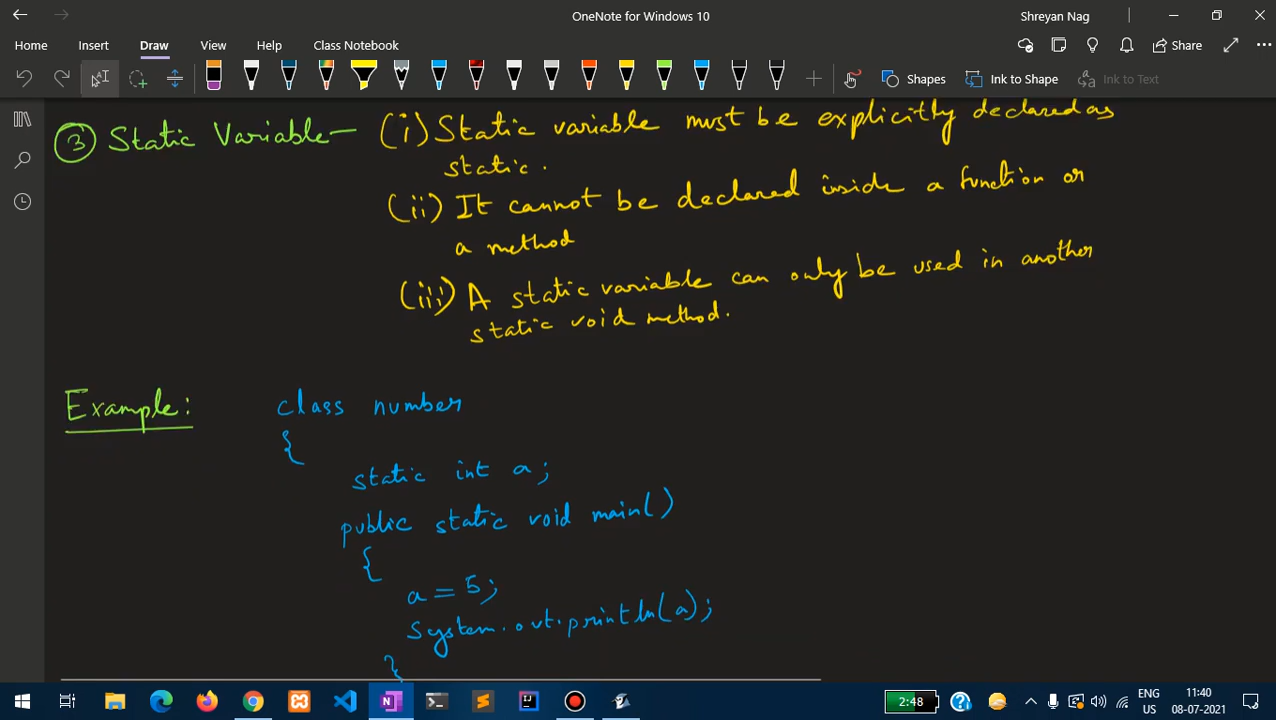 OneNote for Windows 10
Shreyan Nag
Home Insert Draw View Help Class Notebook
Share
Shapes Ink to Shape Ink to Text
③ Static Variable— (i) Static variable must be explicitly declared as
static.
(ii) It cannot be declared inside a function or
a method
(iii) A static variable can only be used in another
static void method.
Example: class number
{
static int a;
public static void main()
{
a = 5;
System.out.println(a);
}
2:48
ENG
US
11:40
08-07-2021